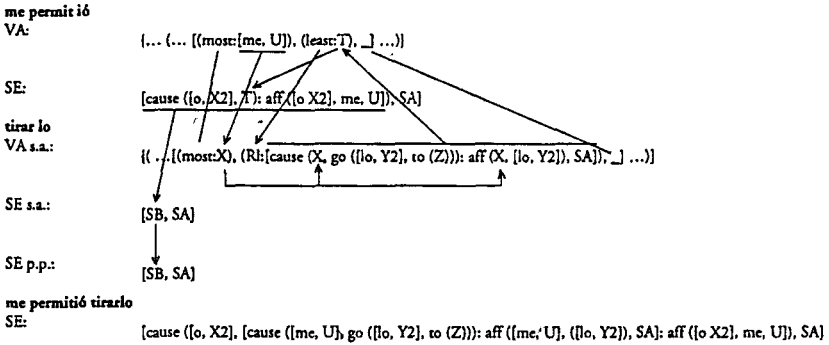 me permit ió
VA: {... {... [(most:[me, U]), (least:T), _] ...)}
SE: [cause ([o, X2], T): aff ([o X2], me, U]), SA]
tirar lo
VA s.a.: {( ...[(most:X), (Rl:[cause (X, go ([lo, Y2], to (Z))): aff (X, [lo, Y2]), SA]), _] ...)]
SE s.a.: [SB, SA]
SE p.p.: [SB, SA]
me permitió tirarlo
SE: [cause ([o, X2], [cause ([me, U}, go ([lo, Y2], to (Z))): aff ([me, U], ([lo, Y2]), SA]: aff ([o X2], me, U]), SA]